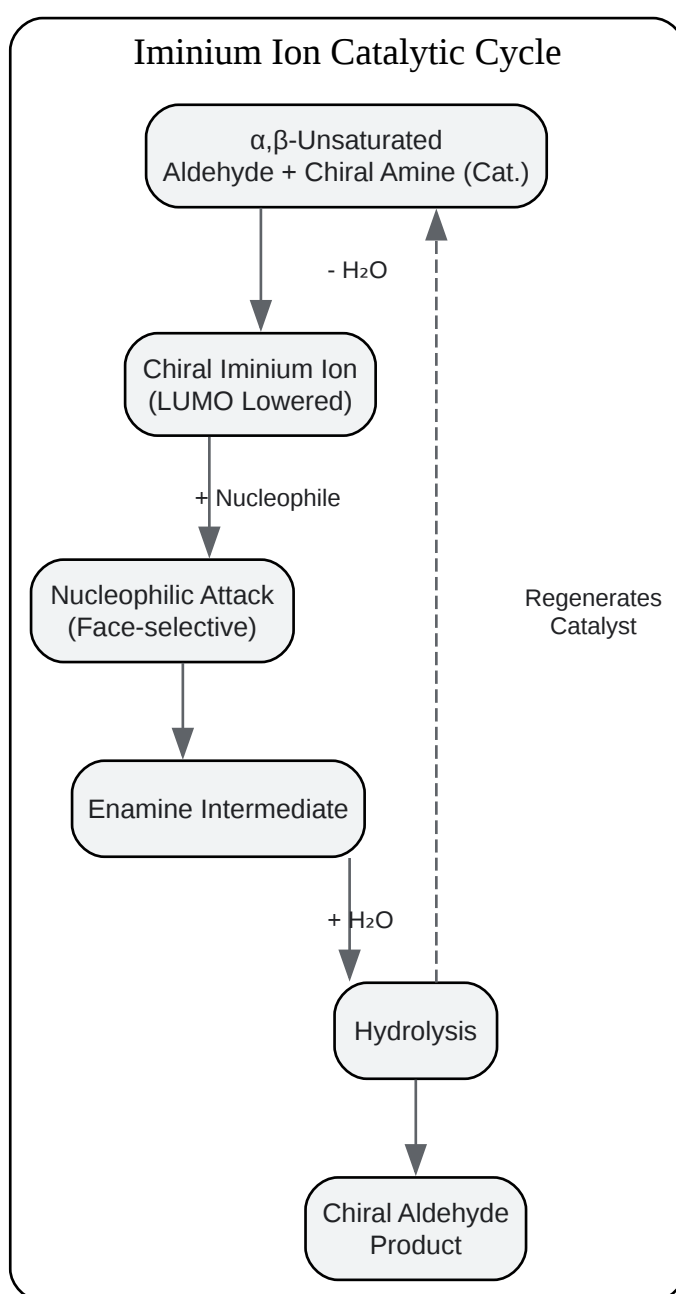 Iminium Ion Catalytic Cycle
α,β-Unsaturated
Aldehyde + Chiral Amine (Cat.)
- H₂O
Chiral Iminium Ion
(LUMO Lowered)
+ Nucleophile
Nucleophilic Attack
(Face-selective)
Regenerates
Catalyst
Enamine Intermediate
+ H₂O
Hydrolysis
Chiral Aldehyde
Product